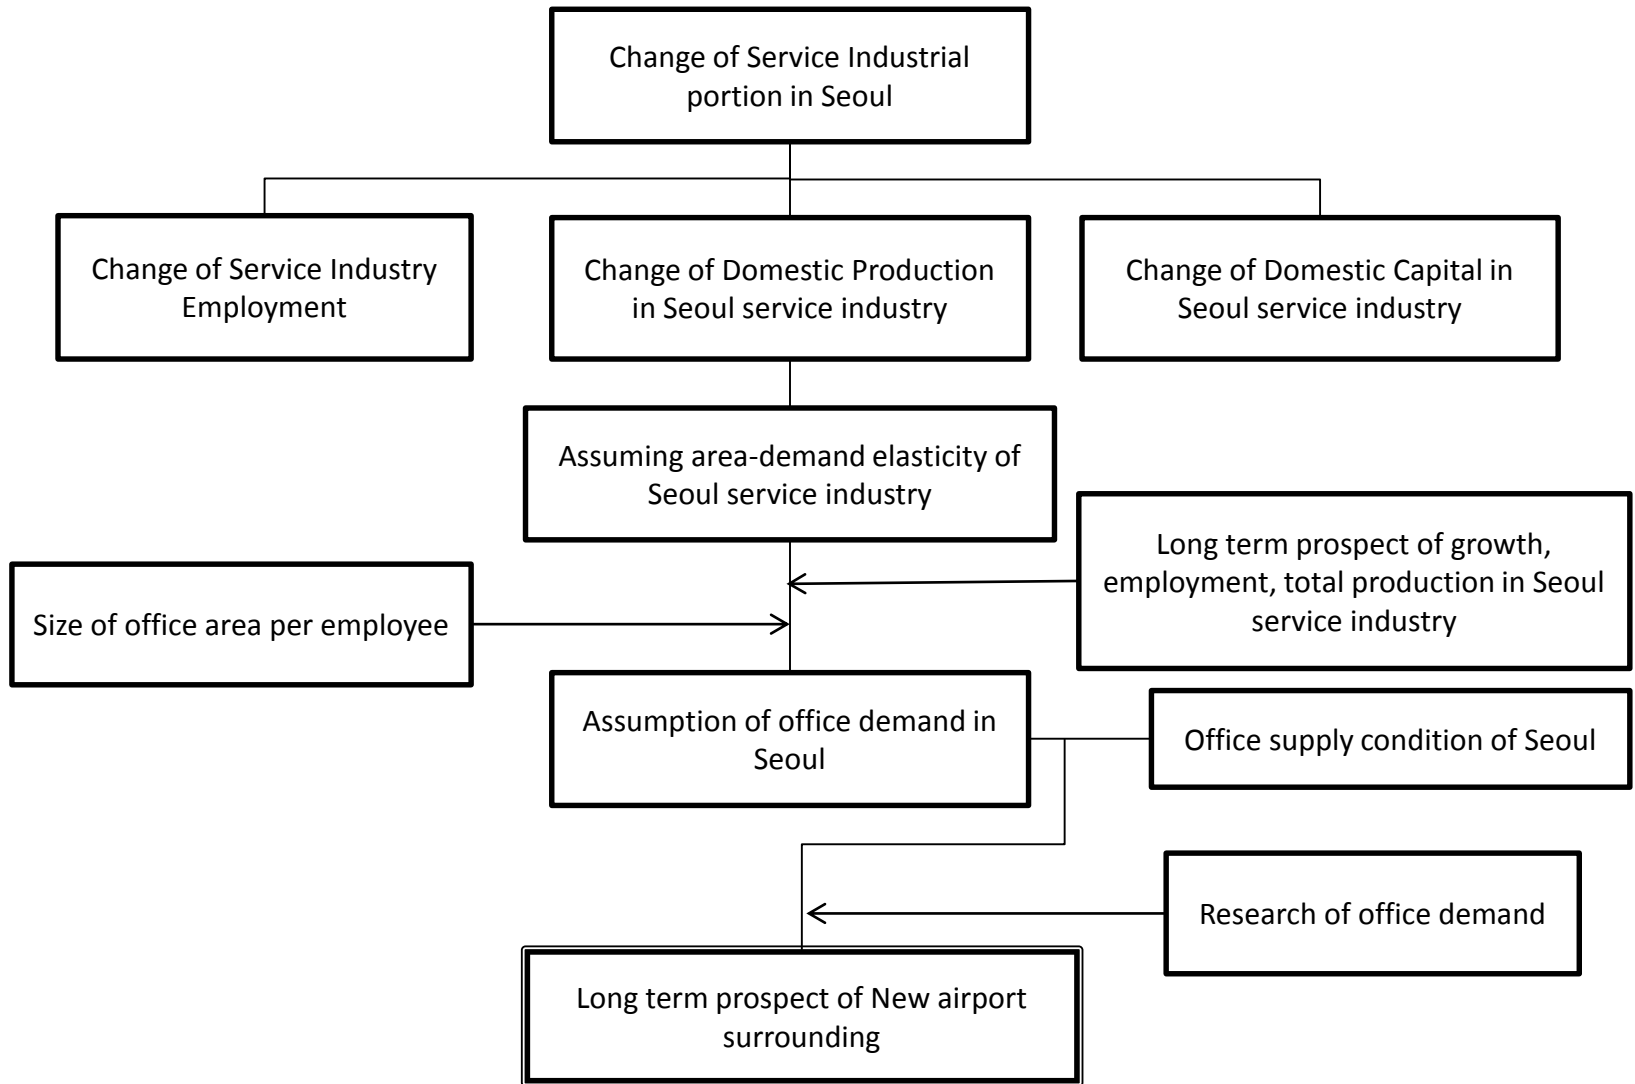 Change of Service Industrial
portion in Seoul
Change of Service Industry
Employment
Change of Domestic Production
in Seoul service industry
Change of Domestic Capital in
Seoul service industry
Assuming area-demand elasticity of
Seoul service industry
Long term prospect of growth,
employment, total production in Seoul
service industry
Size of office area per employee
Assumption of office demand in
Seoul
Office supply condition of Seoul
Research of office demand
Long term prospect of New airport
surrounding